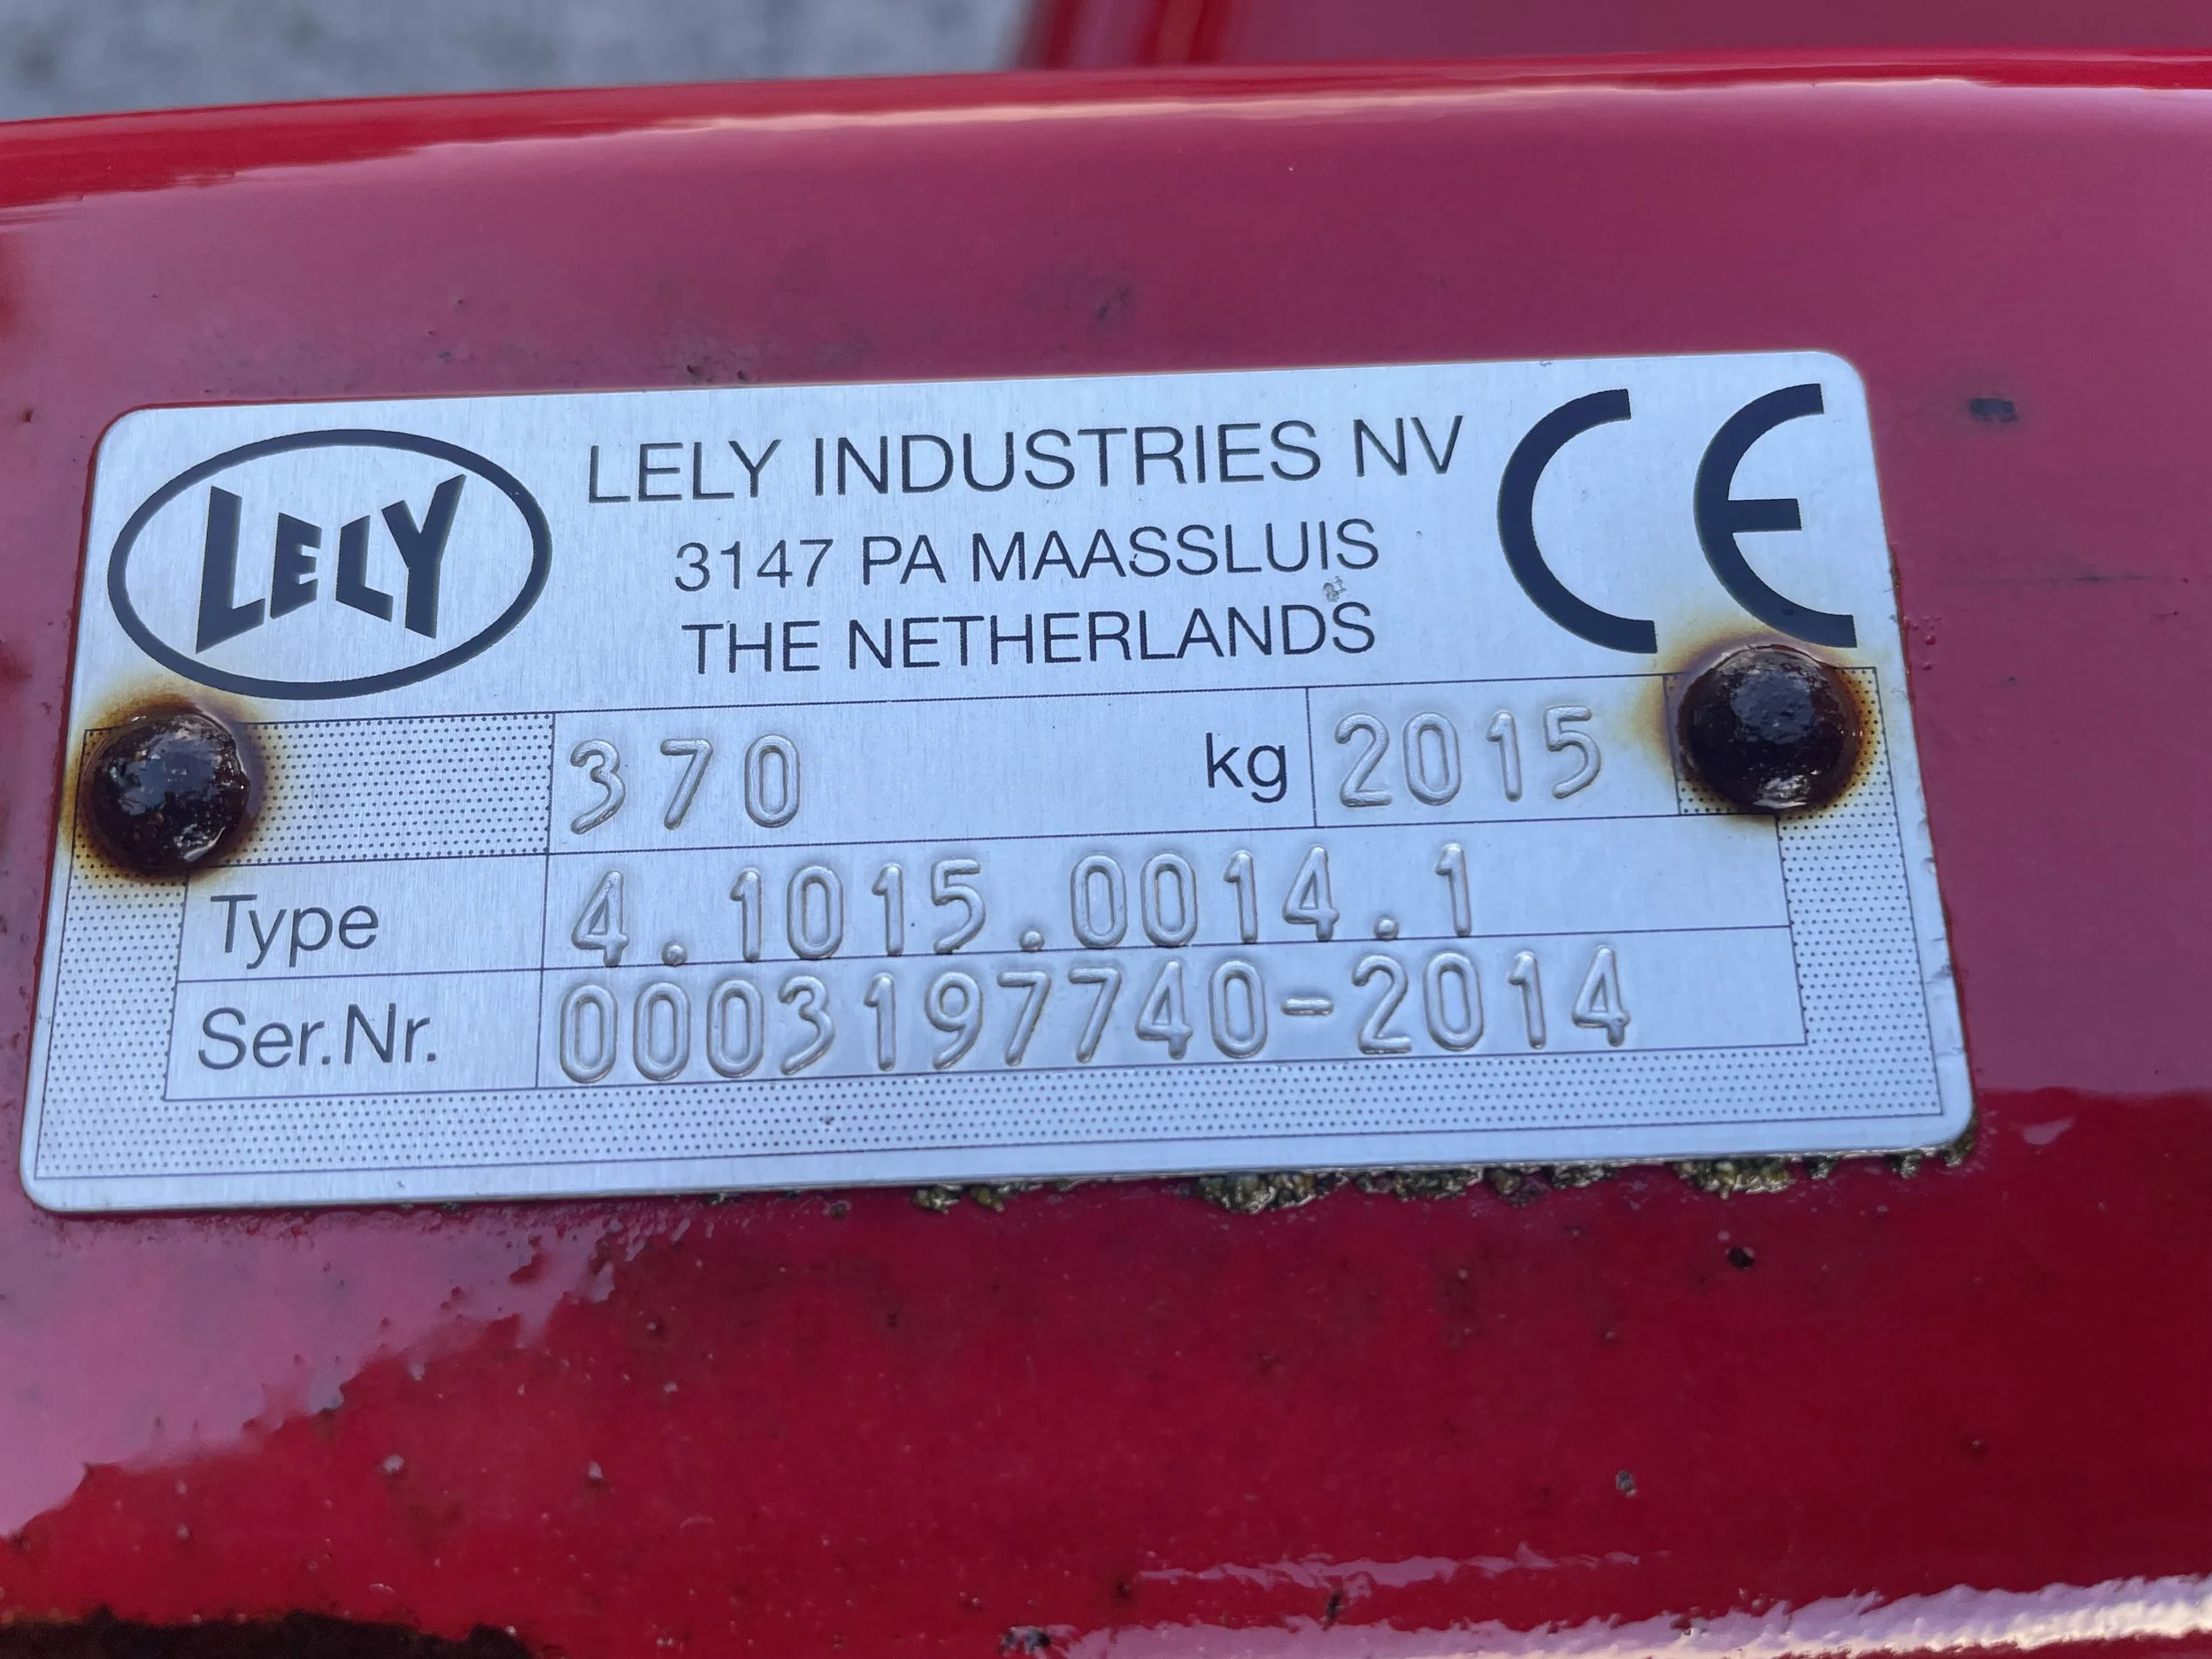 LELY
LELY INDUSTRIES NV
3147 PA MAASSLUIS
THE NETHERLANDS
CE
370 kg 2015
Type 4.1015.0014.1
Ser.Nr. 0003197740-2014